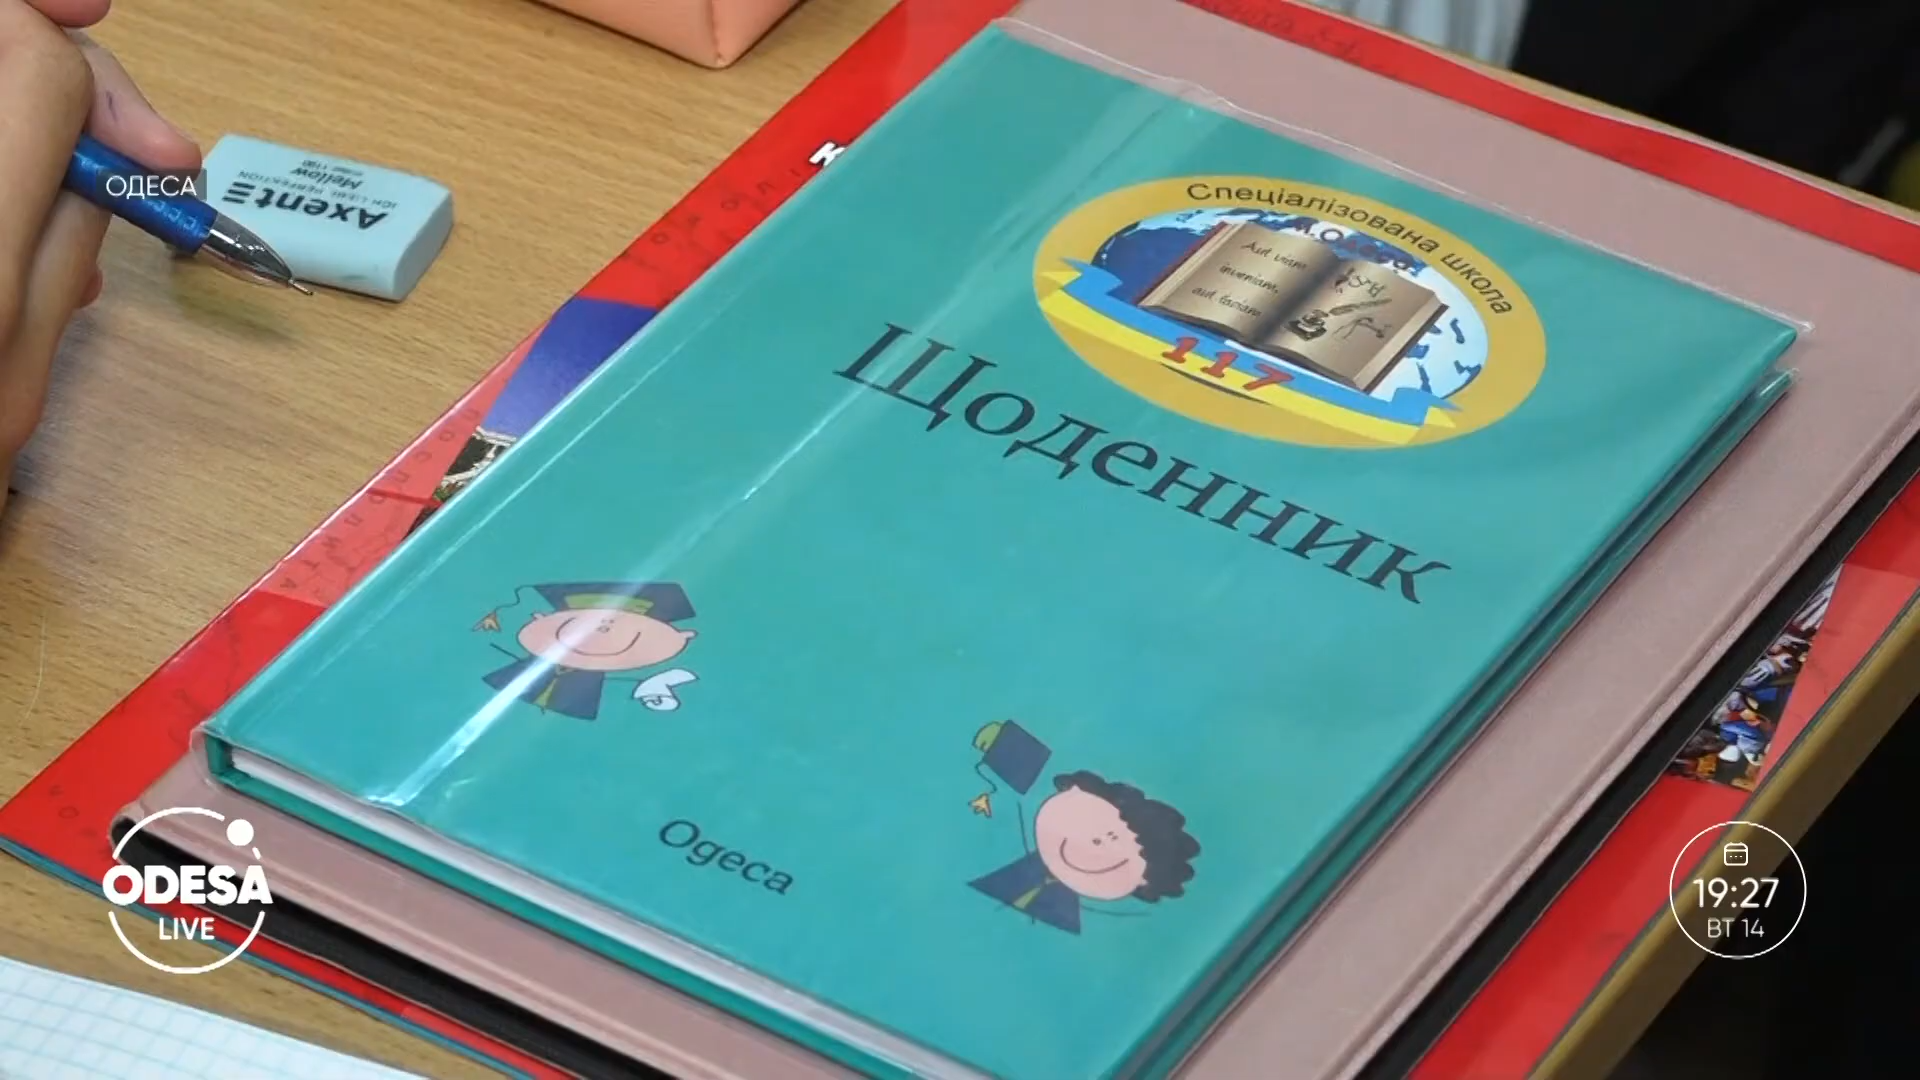 ОДЕСА
Axent
Mellow
Спеціалізована школа
м.Одеса
Aut viam
inveniam,
aut faciam
117
Щоденник
Одеса
ODESA
LIVE
19:27
ВТ 14